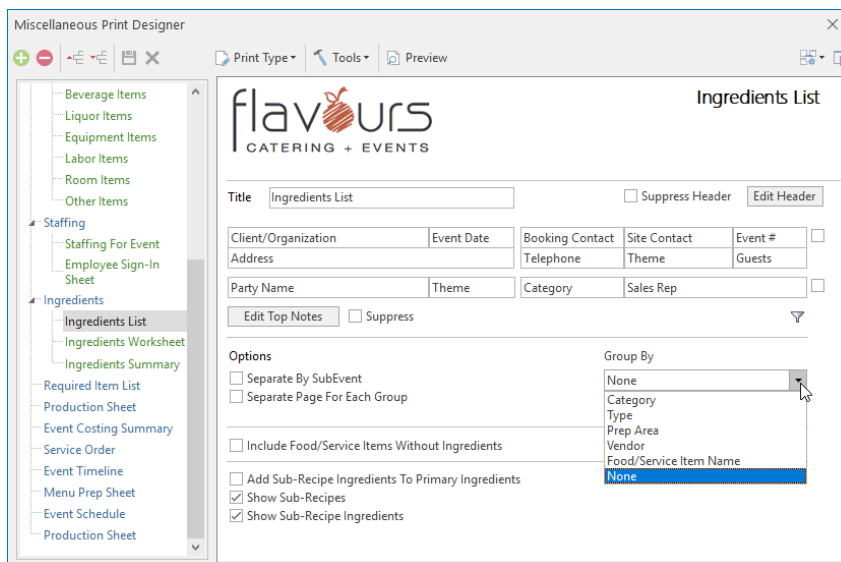 Miscellaneous Print Designer
Print Type
Tools
Preview
Beverage Items
Liquor Items
Equipment Items
Labor Items
Room Items
Other Items
Staffing
Staffing For Event
Employee Sign-In
Sheet
Ingredients
Ingredients List
Ingredients Worksheet
Ingredients Summary
Required Item List
Production Sheet
Event Costing Summary
Service Order
Event Timeline
Menu Prep Sheet
Event Schedule
Production Sheet
flavours
CATERING + EVENTS
Ingredients List
Title Ingredients List Suppress Header Edit Header
Client/Organization Event Date Booking Contact Site Contact Event #
Address Telephone Theme Guests
Party Name Theme Category Sales Rep
Edit Top Notes Suppress
Options Group By
Separate By SubEvent None
Separate Page For Each Group
Category
Type
Prep Area
Vendor
Food/Service Item Name
None
Include Food/Service Items Without Ingredients
Add Sub-Recipe Ingredients To Primary Ingredients
Show Sub-Recipes
Show Sub-Recipe Ingredients